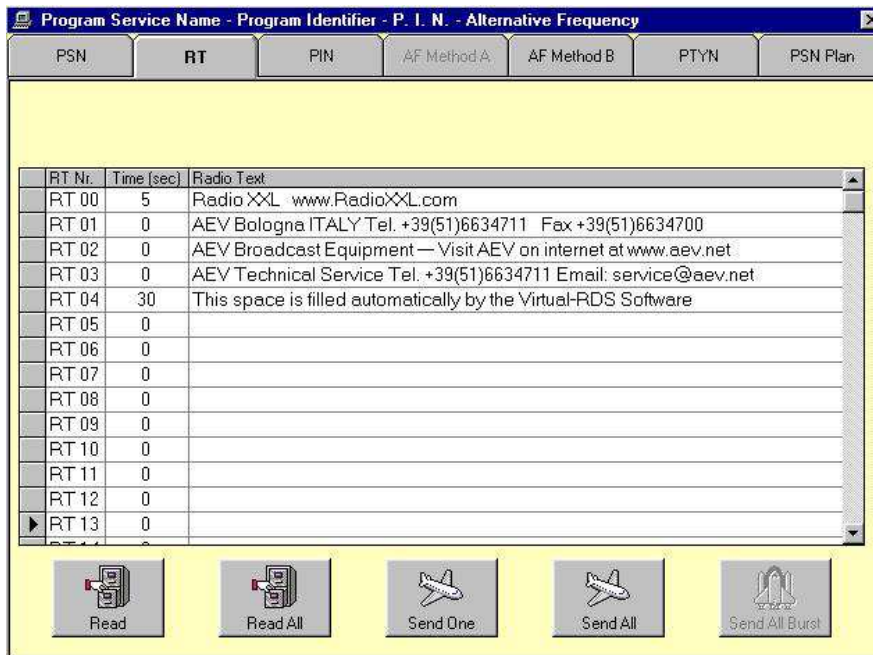 Program Service Name - Program Identifier - P. I. N. - Alternative Frequency
PSN RT PIN AF Method A AF Method B PTYN PSN Plan
RT Nr. Time (sec) Radio Text
RT 00 5 Radio XXL www.RadioXXL.com
RT 01 0 AEV Bologna ITALY Tel. +39(51)6634711 Fax +39(51)6634700
RT 02 0 AEV Broadcast Equipment — Visit AEV on internet at www.aev.net
RT 03 0 AEV Technical Service Tel. +39(51)6634711 Email: service@aev.net
RT 04 30 This space is filled automatically by the Virtual-RDS Software
RT 05 0
RT 06 0
RT 07 0
RT 08 0
RT 09 0
RT 10 0
RT 11 0
RT 12 0
RT 13 0
Read Read All Send One Send All Send All Burst